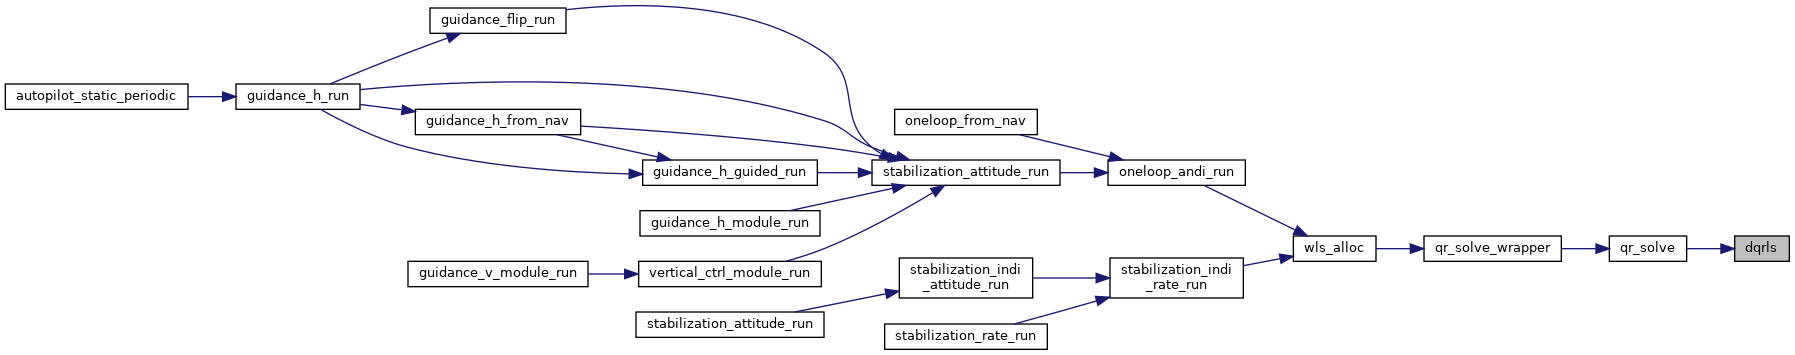 guidance_flip_run
autopilot_static_periodic
guidance_h_run
guidance_h_from_nav
oneloop_from_nav
guidance_h_guided_run
stabilization_attitude_run
oneloop_andi_run
guidance_h_module_run
wls_alloc
qr_solve_wrapper
qr_solve
dqrls
guidance_v_module_run
vertical_ctrl_module_run
stabilization_indi
_attitude_run
stabilization_indi
_rate_run
stabilization_attitude_run
stabilization_rate_run